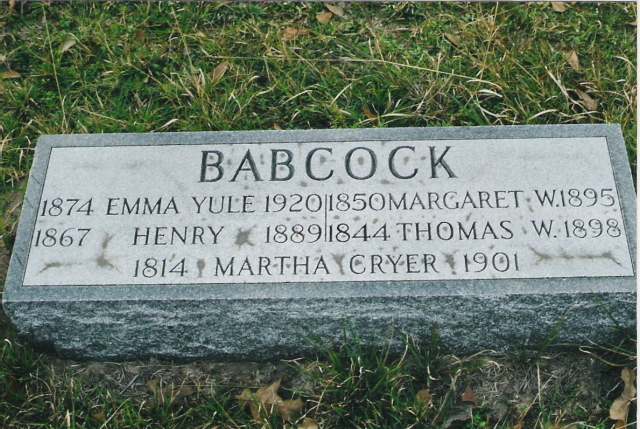 BABCOCK
1874 EMMA YULE 1920 1850 MARGARET W. 1895
1867 HENRY 1889 1844 THOMAS W. 1898
1814 MARTHA CRYER 1901